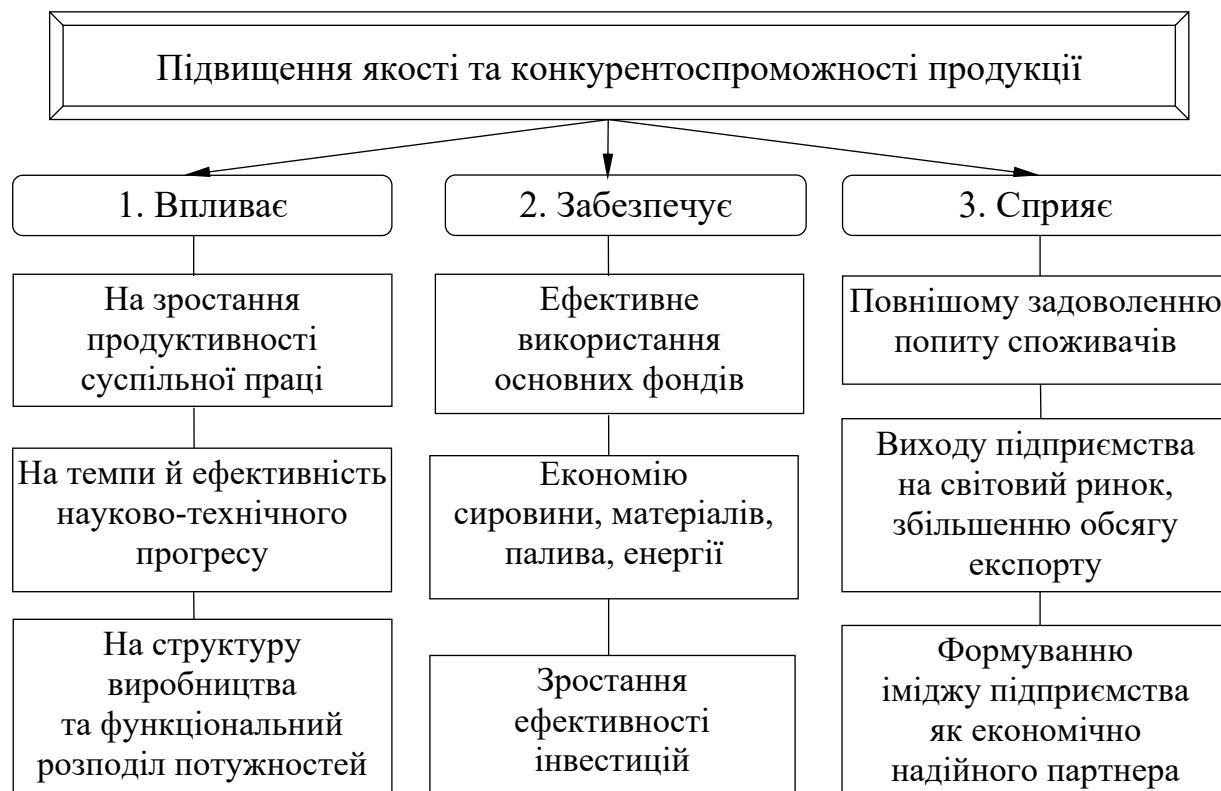 Підвищення якості та конкурентоспроможності продукції
1. Впливає
На зростання
продуктивності
суспільної праці
На темпи й ефективність
науково-технічного
прогресу
На структуру
виробництва
та функціональний
розподіл потужностей
2. Забезпечує
Ефективне
використання
основних фондів
Економію
сировини, матеріалів,
палива, енергії
Зростання
ефективності
інвестицій
3. Сприяє
Повнішому задоволенню
попиту споживачів
Виходу підприємства
на світовий ринок,
збільшенню обсягу
експорту
Формуванню
іміджу підприємства
як економічно
надійного партнера